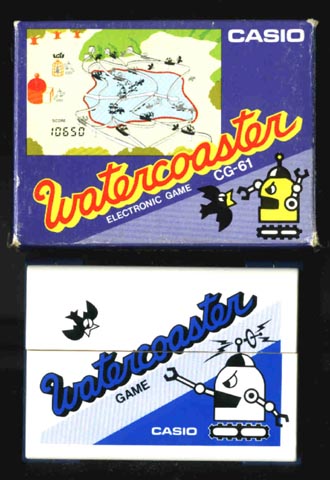 CASIO
SCORE
10650
Watercoaster
ELECTRONIC GAME CG-61
Watercoaster
GAME
CASIO